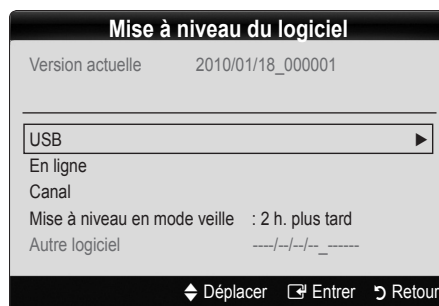 Mise à niveau du logiciel
Version actuelle 2010/01/18_000001
USB ►
En ligne
Canal
Mise à niveau en mode veille : 2 h. plus tard
Autre logiciel ----/--/--/--_------
Déplacer Entrer Retour